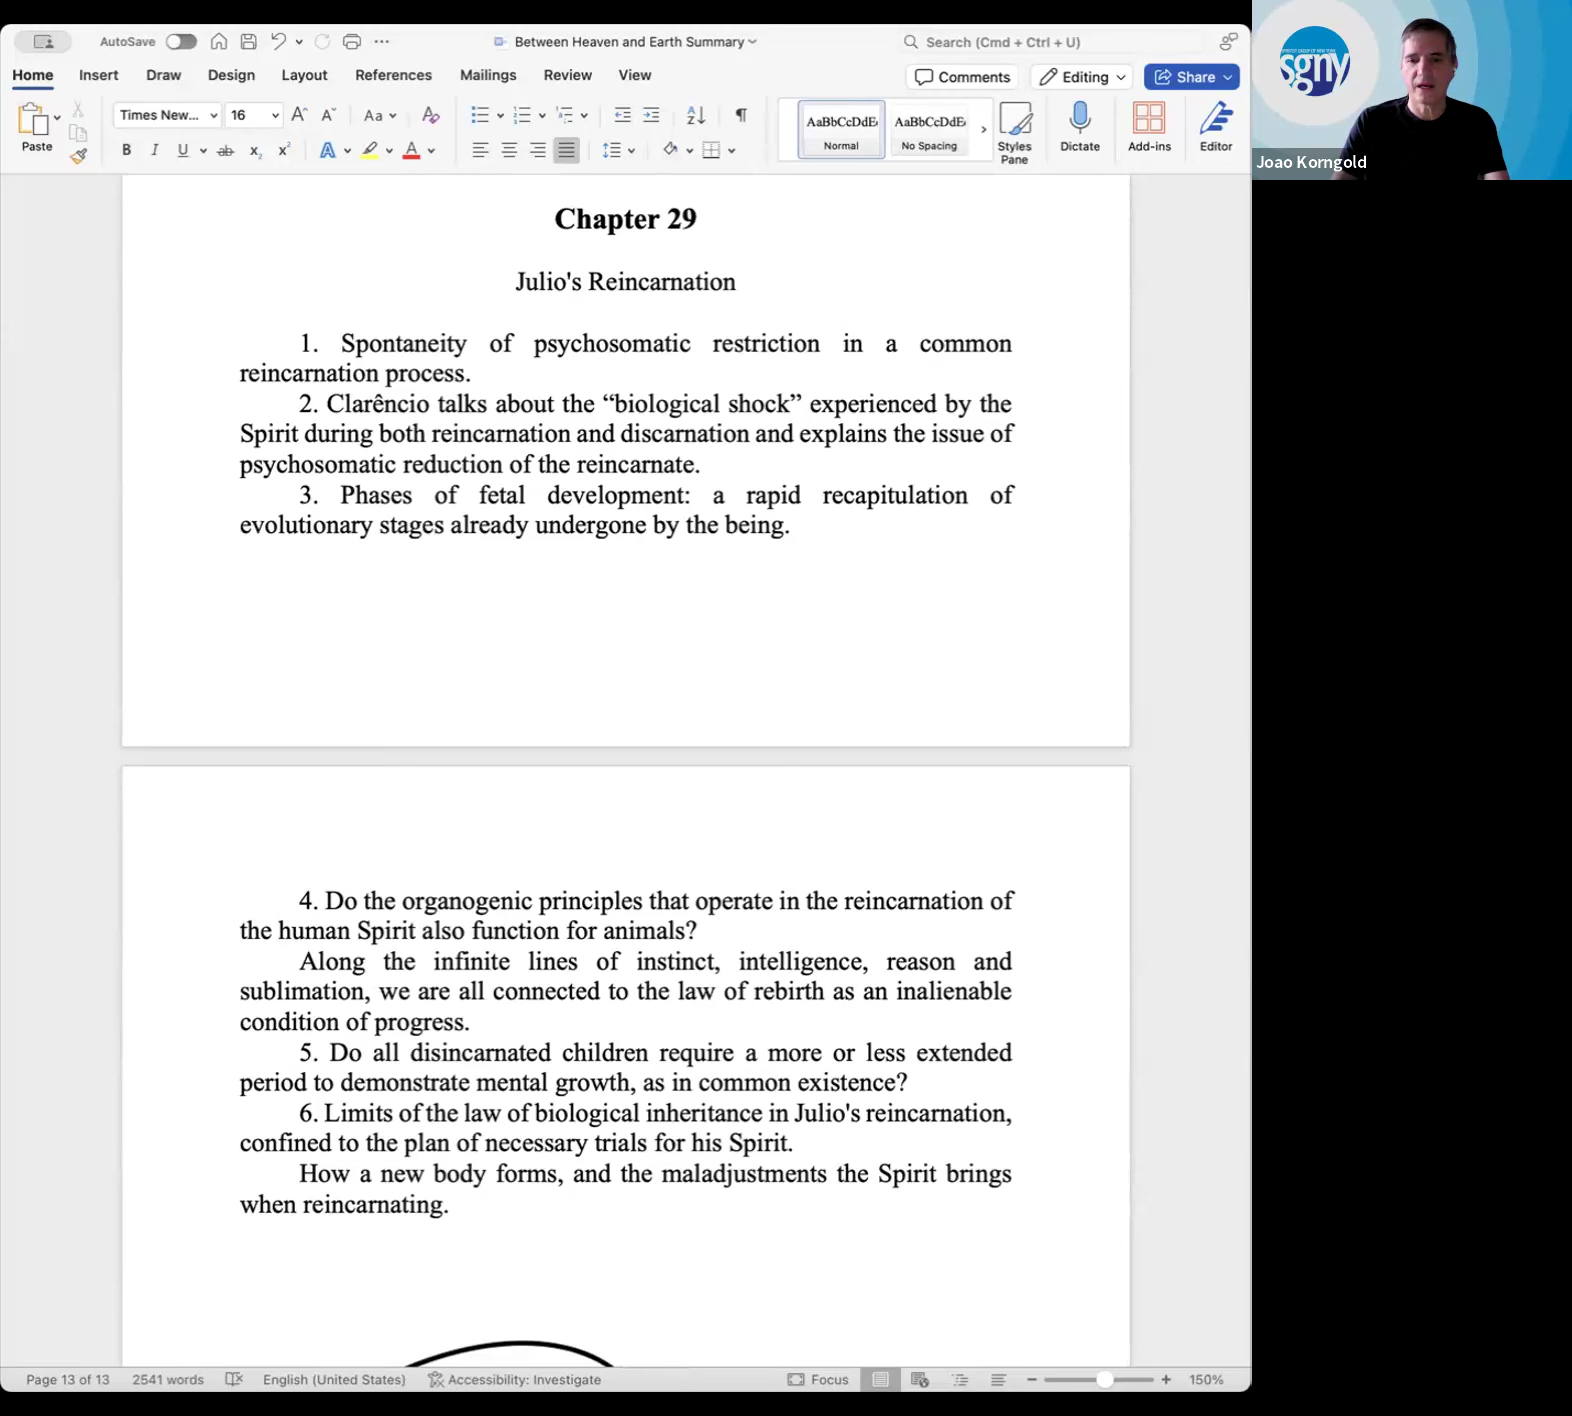 AutoSave
Between Heaven and Earth Summary
Search (Cmd + Ctrl + U)
Home Insert Draw Design Layout References Mailings Review View
Comments Editing Share
Paste
Times New... 16 A^ Aˇ Aa
B I U ab x₂ x² A A
AaBbCcDdE
Normal
AaBbCcDdE
No Spacing
Styles
Pane
Dictate
Add-ins
Editor
sgny
Joao Korngold
Chapter 29
Julio's Reincarnation
1. Spontaneity of psychosomatic restriction in a common
reincarnation process.
2. Clarêncio talks about the “biological shock” experienced by the
Spirit during both reincarnation and discarnation and explains the issue of
psychosomatic reduction of the reincarnate.
3. Phases of fetal development: a rapid recapitulation of
evolutionary stages already undergone by the being.
4. Do the organogenic principles that operate in the reincarnation of
the human Spirit also function for animals?
Along the infinite lines of instinct, intelligence, reason and
sublimation, we are all connected to the law of rebirth as an inalienable
condition of progress.
5. Do all disincarnated children require a more or less extended
period to demonstrate mental growth, as in common existence?
6. Limits of the law of biological inheritance in Julio's reincarnation,
confined to the plan of necessary trials for his Spirit.
How a new body forms, and the maladjustments the Spirit brings
when reincarnating.
Page 13 of 13 2541 words English (United States) Accessibility: Investigate Focus 150%